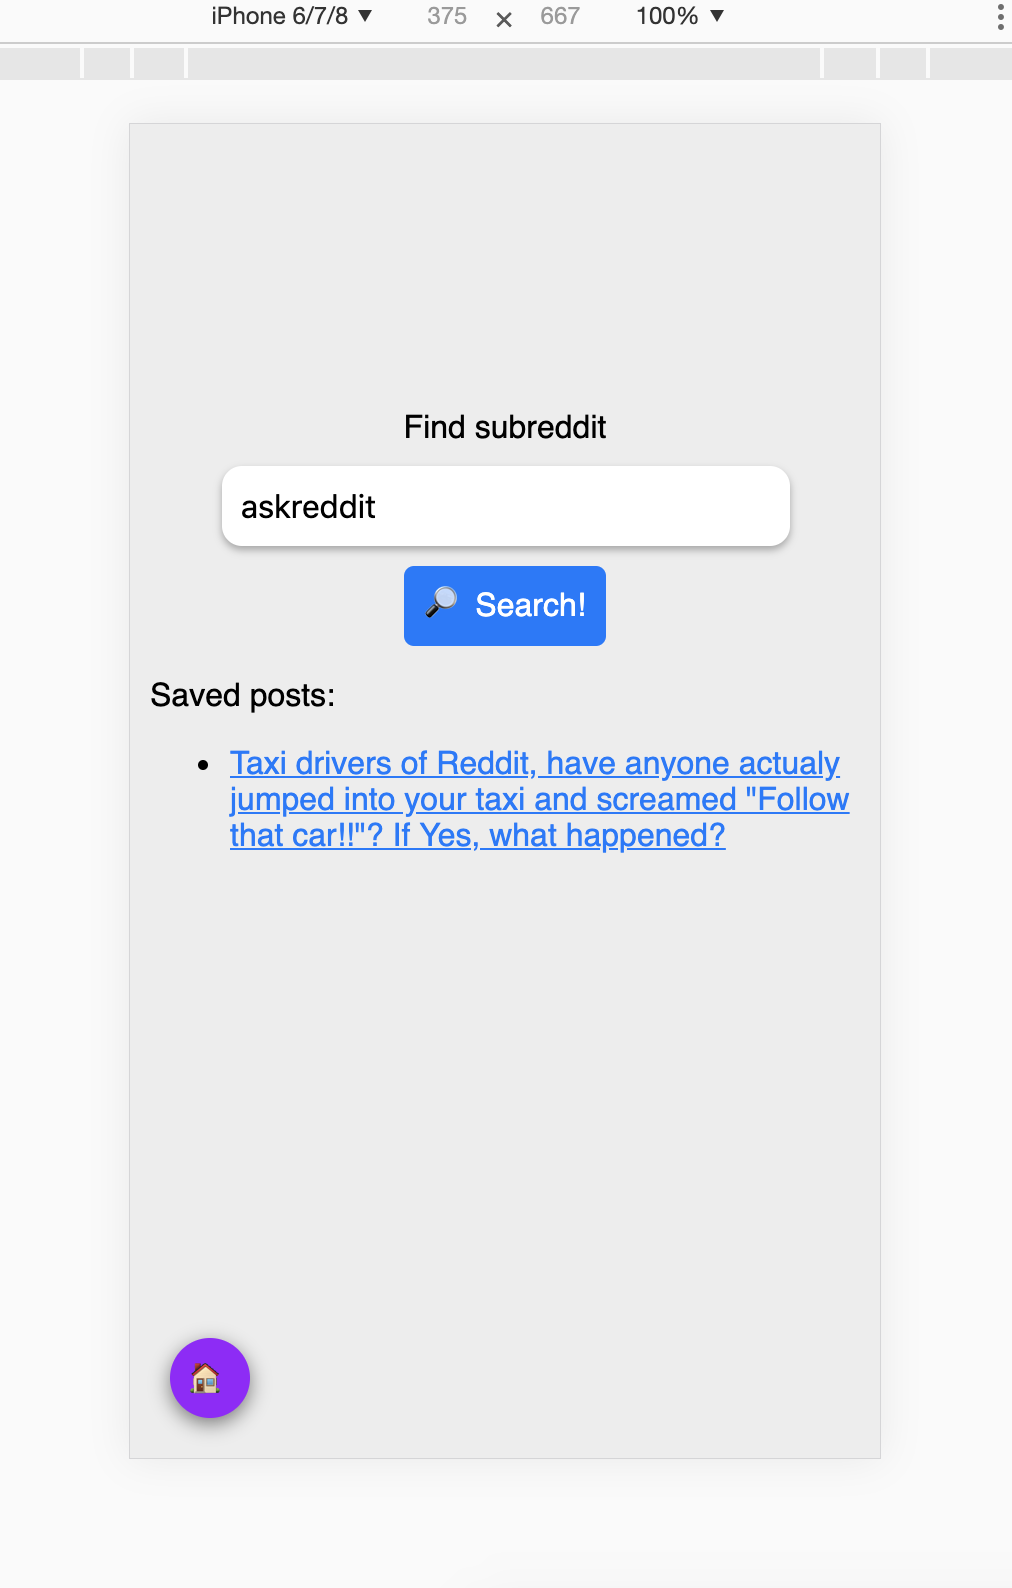 iPhone 6/7/8 ▼ 375 × 667 100% ▼
Find subreddit
askreddit
🔎 Search!
Saved posts:
• Taxi drivers of Reddit, have anyone actualy
jumped into your taxi and screamed "Follow
that car!!"? If Yes, what happened?